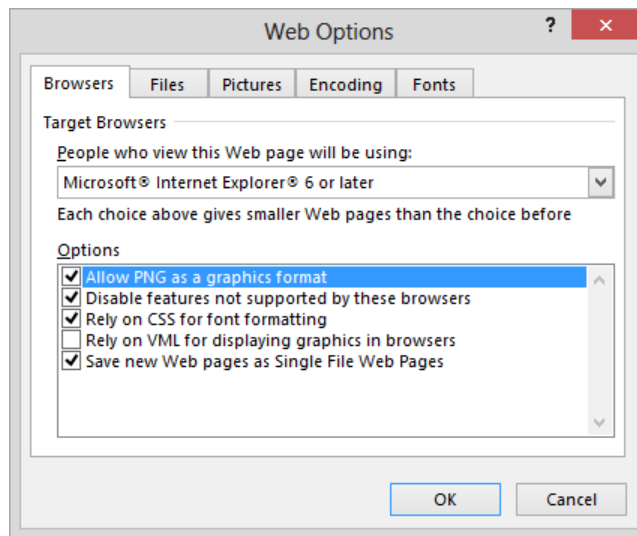 Web Options
?
Browsers Files Pictures Encoding Fonts
Target Browsers
People who view this Web page will be using:
Microsoft® Internet Explorer® 6 or later
Each choice above gives smaller Web pages than the choice before
Options
Allow PNG as a graphics format
Disable features not supported by these browsers
Rely on CSS for font formatting
Rely on VML for displaying graphics in browsers
Save new Web pages as Single File Web Pages
OK Cancel